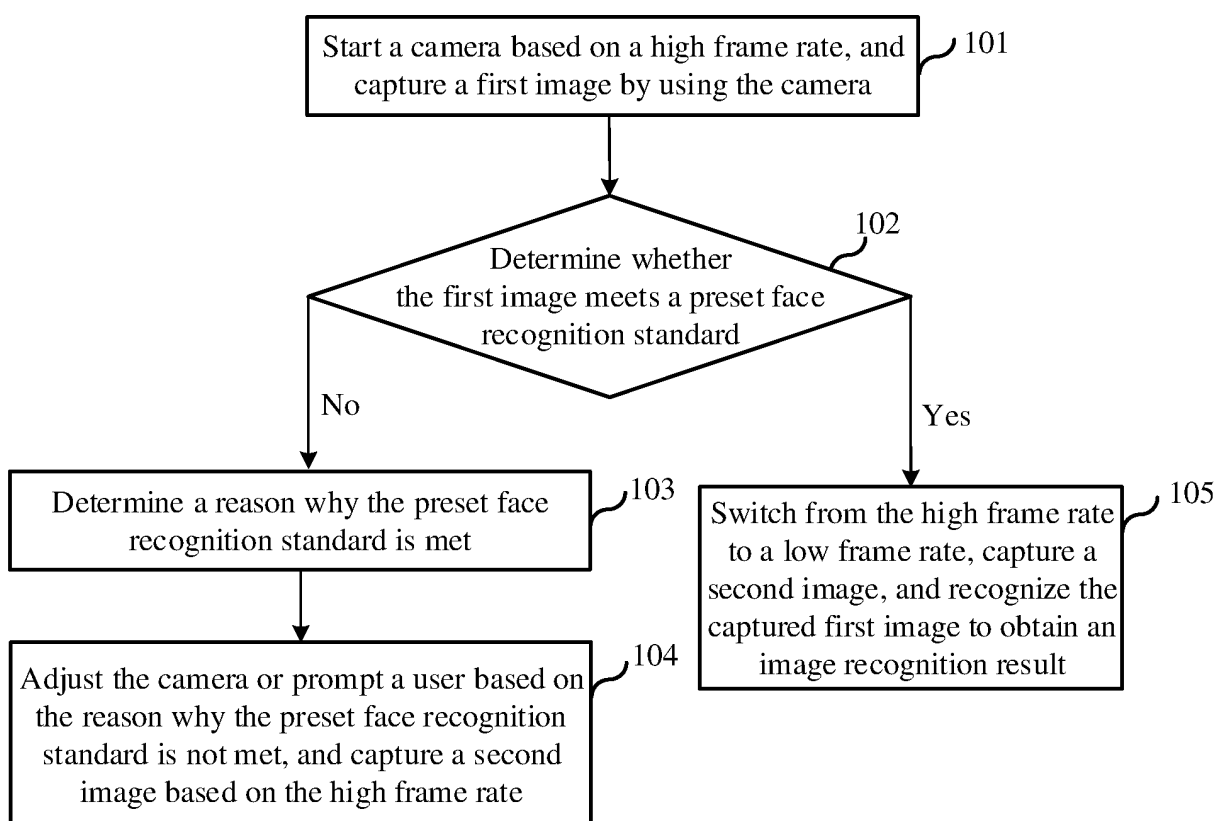 Start a camera based on a high frame rate, and
capture a first image by using the camera
101
102
Determine whether
the first image meets a preset face
recognition standard
No
Yes
Determine a reason why the preset face
recognition standard is met
103
Switch from the high frame rate
to a low frame rate, capture a
second image, and recognize the
captured first image to obtain an
image recognition result
105
Adjust the camera or prompt a user based on
the reason why the preset face recognition
standard is not met, and capture a second
image based on the high frame rate
104